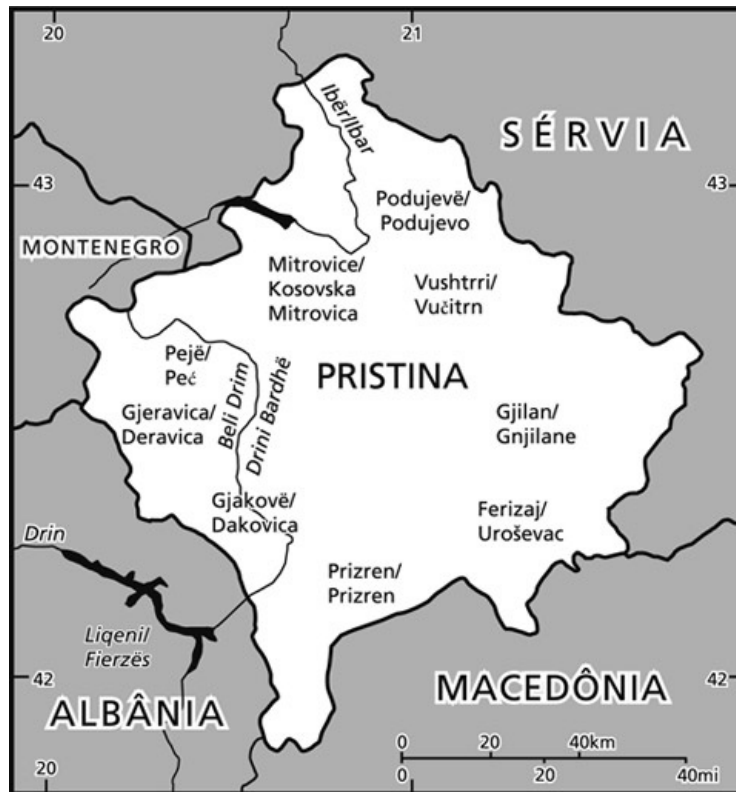 20
21
Ibër/Ibar
SÉRVIA
43
43
Podujevë/
Podujevo
MONTENEGRO
Mitrovice/
Kosovska
Mitrovica
Vushtrri/
Vučitrn
Pejë/
Peć
PRISTINA
Beli Drim
Drini Bardhë
Gjeravica/
Deravica
Gjilan/
Gnjilane
Gjakovë/
Dakovica
Ferizaj/
Uroševac
Drin
Prizren/
Prizren
Liqeni/
Fierzës
42
42
ALBÂNIA
MACEDÔNIA
0 20 40km
0 20 40mi
20